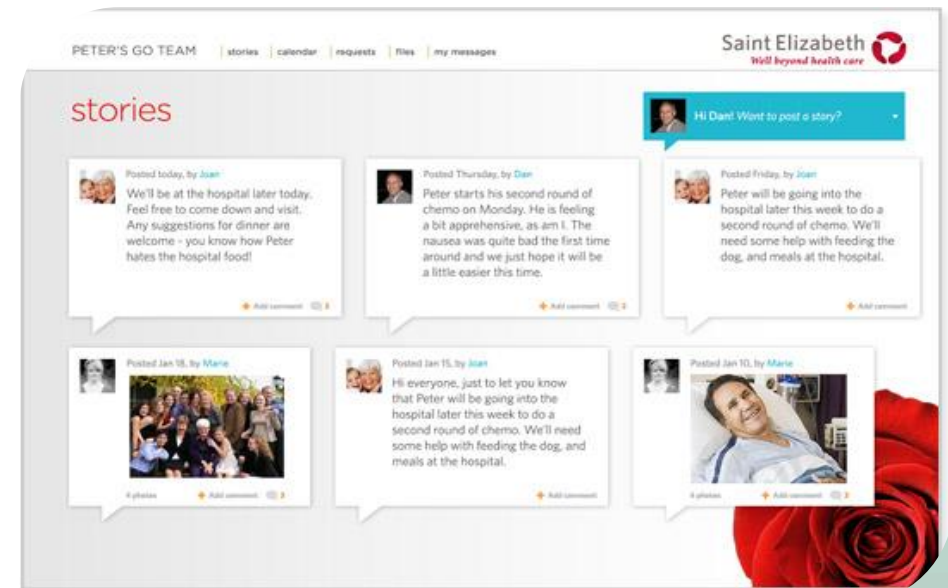 PETER'S GO TEAM
stories
calendar
requests
files
my messages
Saint Elizabeth
Well beyond health care
stories
Hi Dan! Want to post a story?
Posted today, by Joan
We'll be at the hospital later today.
Feel free to come down and visit.
Any suggestions for dinner are
welcome - you know how Peter
hates the hospital food!
Add comment
Posted Thursday, by Dan
Peter starts his second round of
chemo on Monday. He is feeling
a bit apprehensive, as am I. The
nausea was quite bad the first time
around and we just hope it will be
a little easier this time.
Add comment
Posted Friday, by Joan
Peter will be going into the
hospital later this week to do a
second round of chemo. We'll
need some help with feeding the
dog, and meals at the hospital.
Add comment
Posted Jan 18, by Marie
4 photos
Add comment
Posted Jan 15, by Joan
Hi everyone, just to let you know
that Peter will be going into the
hospital later this week to do a
second round of chemo. We'll need
some help with feeding the dog, and
meals at the hospital.
Add comment
Posted Jan 10, by Marie
photos
Add comment